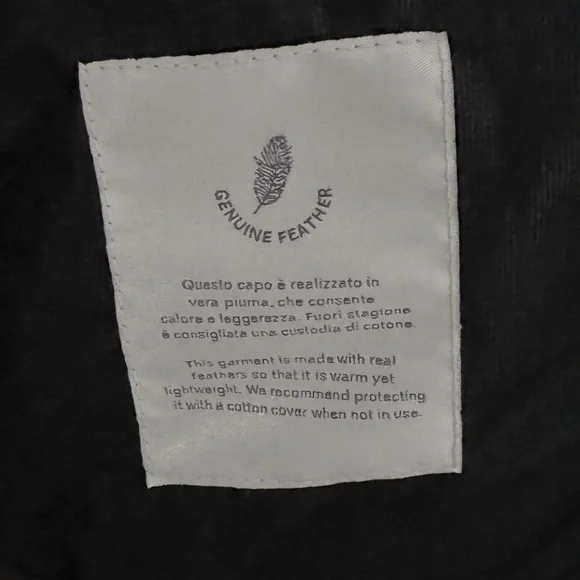 GENUINE FEATHER
Questo capo è realizzato in
vera piuma, che consente
calore e leggerezza. Fuori stagione
è consigliata una custodia di cotone.
This garment is made with real
feathers so that it is warm yet
lightweight. We recommend protecting
it with a cotton cover when not in use.